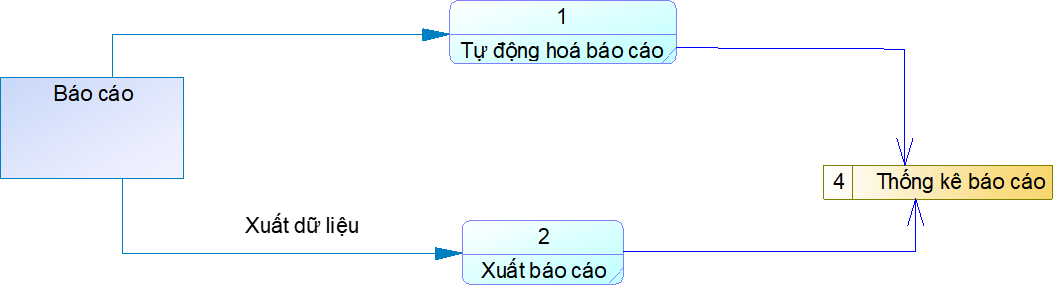 1
Tự động hoá báo cáo
Báo cáo
4 Thống kê báo cáo
Xuất dữ liệu
2
Xuất báo cáo